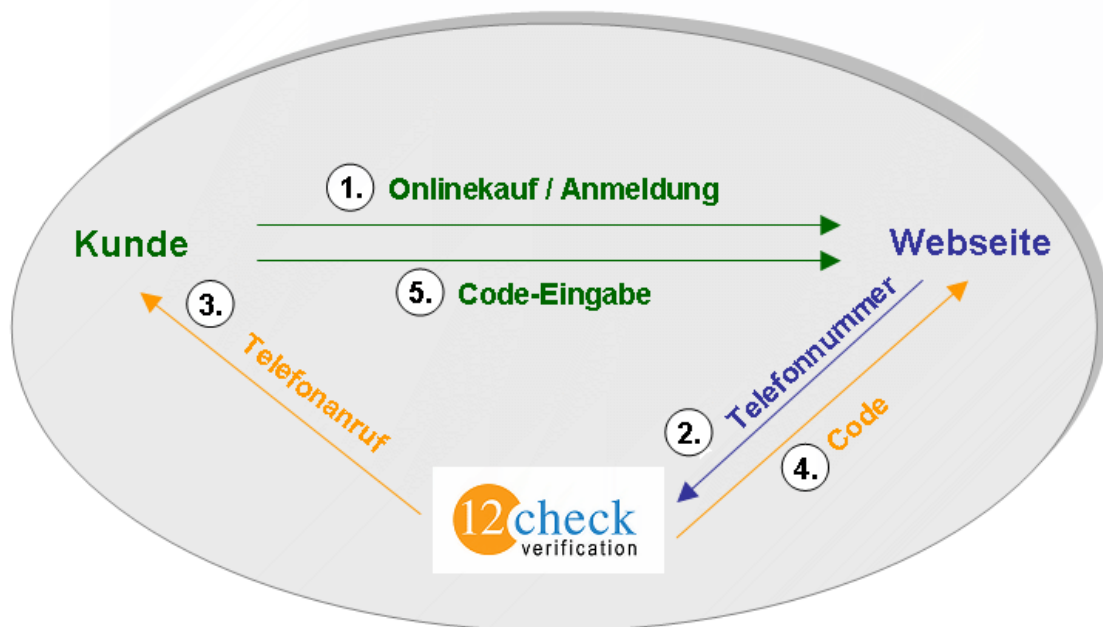 1. Onlinekauf / Anmeldung
Kunde
Webseite
5. Code-Eingabe
3.
Telefonanruf
2.
Telefonnummer
4.
Code
12check
verification